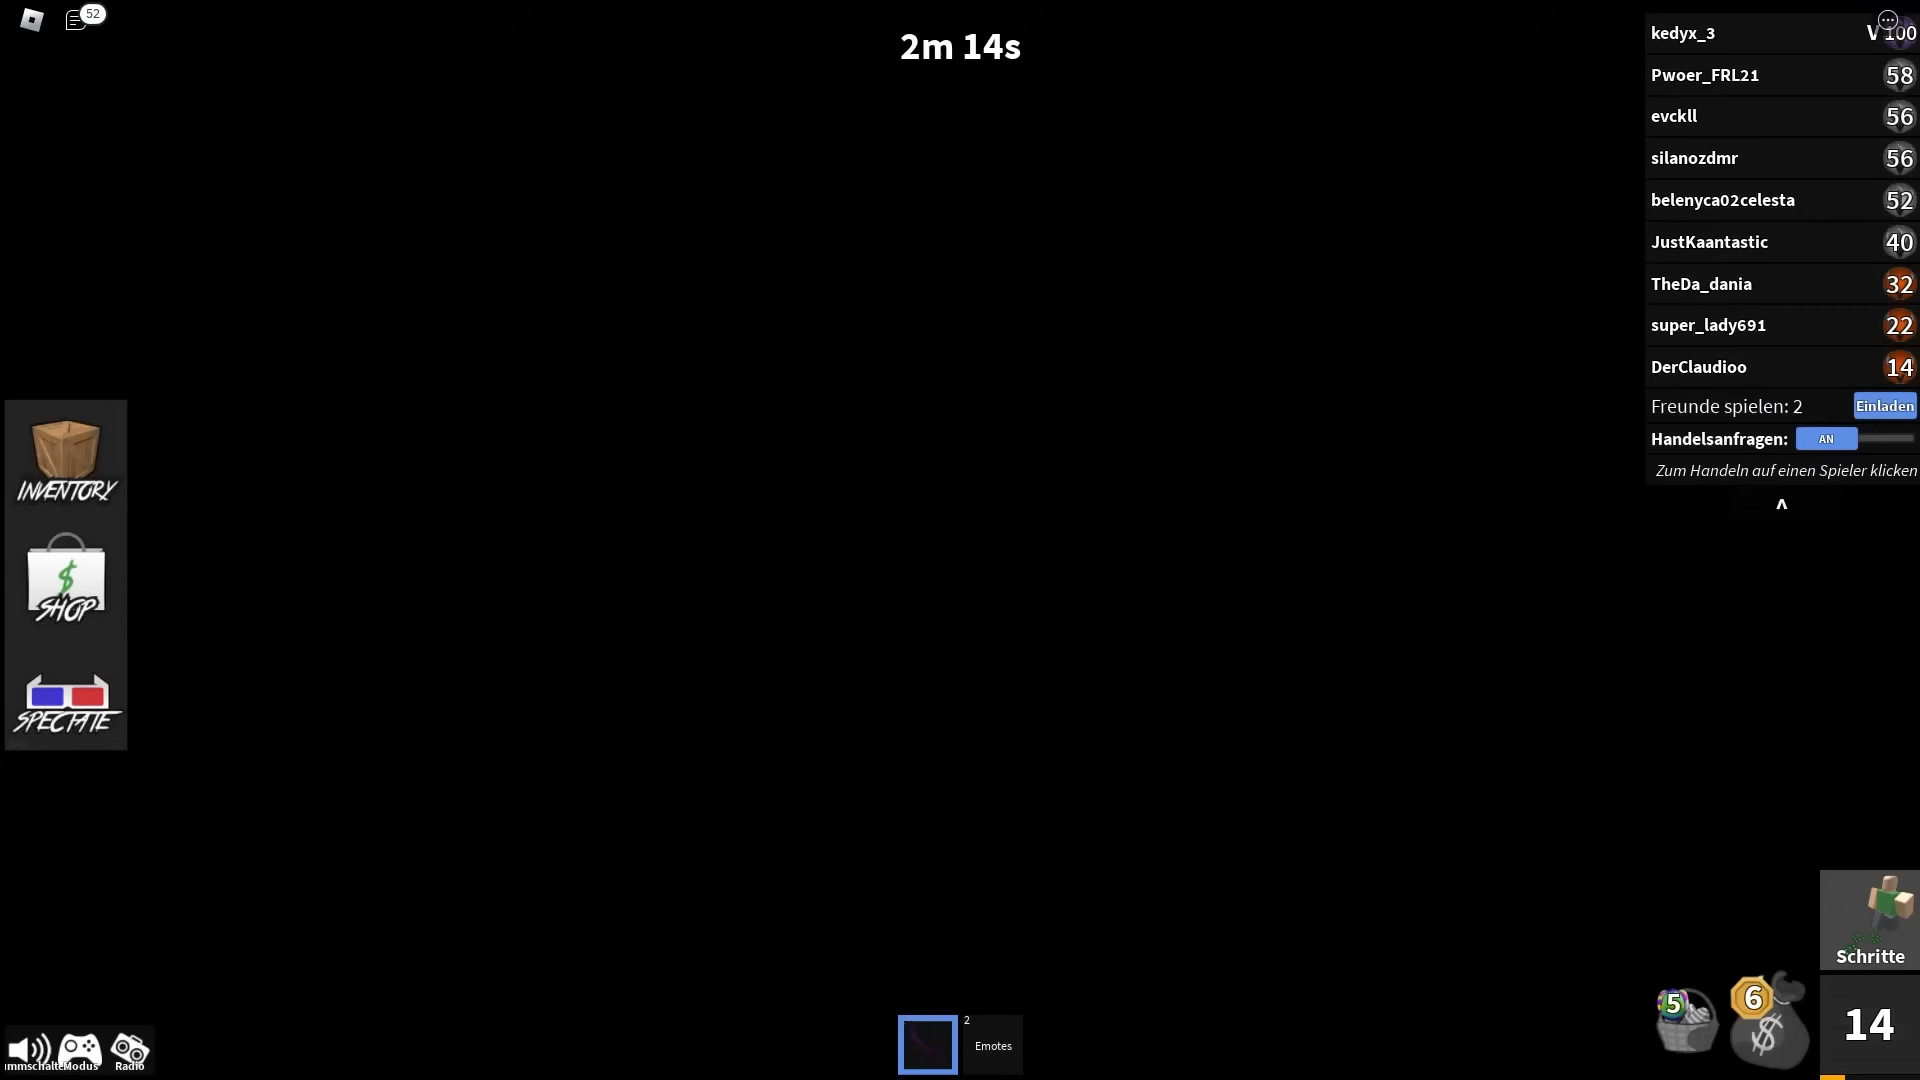 52
2m 14s
kedyx_3 V 100
Pwoer_FRL21 58
evckll 56
silanozdmr 56
belenyca02celesta 52
JustKaantastic 40
TheDa_dania 32
super_lady691 22
DerClaudioo 14
Freunde spielen: 2 Einladen
Handelsanfragen: AN
Zum Handeln auf einen Spieler klicken
^
INVENTORY
$
SHOP
SPECTATE
Schritte
5
6
$
14
2
Emotes
ummschalte Modus Radio